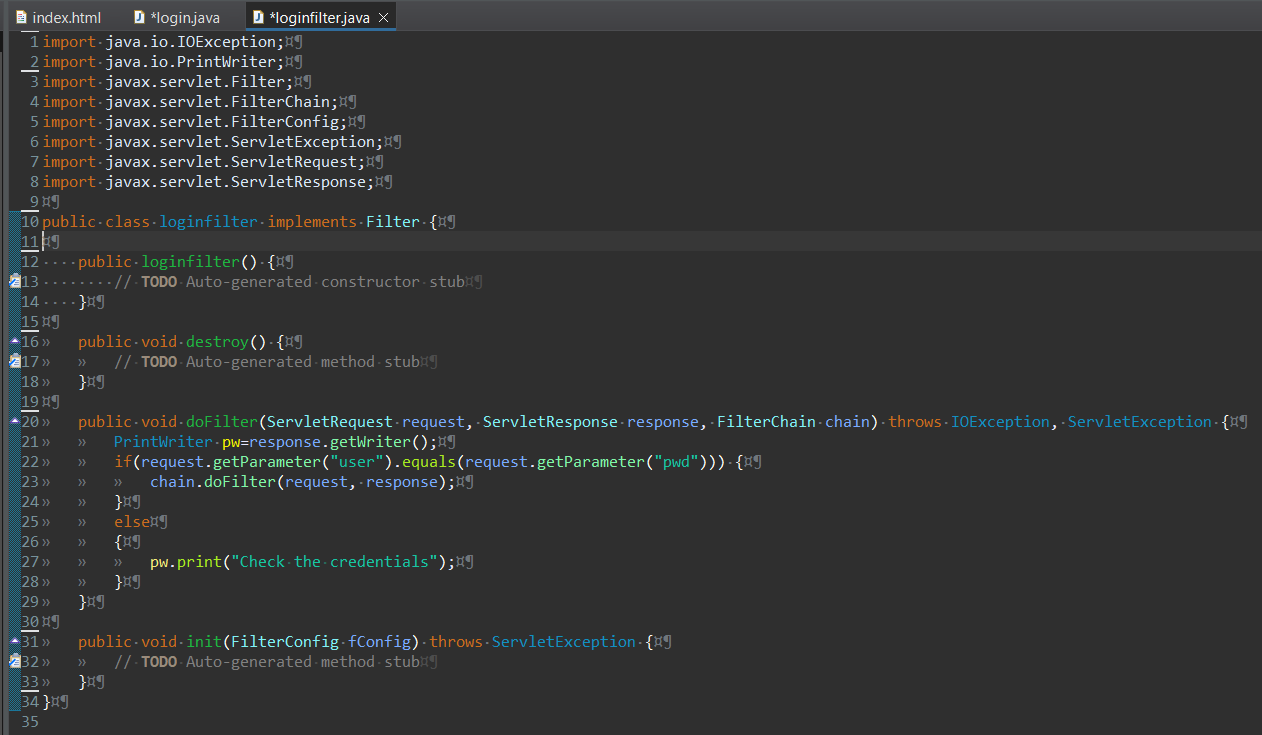 index.html *login.java *loginfilter.java
1 import java.io.IOException;¤¶
2 import java.io.PrintWriter;¤¶
3 import javax.servlet.Filter;¤¶
4 import javax.servlet.FilterChain;¤¶
5 import javax.servlet.FilterConfig;¤¶
6 import javax.servlet.ServletException;¤¶
7 import javax.servlet.ServletRequest;¤¶
8 import javax.servlet.ServletResponse;¤¶
9 ¤¶
10 public·class·loginfilter·implements·Filter·{¤¶
11 ¤¶
12 ····public·loginfilter()·{¤¶
13 ········//·TODO·Auto-generated·constructor·stub¤¶
14 ····}¤¶
15 ¤¶
16 » public·void·destroy()·{¤¶
17 » » //·TODO·Auto-generated·method·stub¤¶
18 » }¤¶
19 ¤¶
20 » public·void·doFilter(ServletRequest·request,·ServletResponse·response,·FilterChain·chain)·throws·IOException,·ServletException·{¤¶
21 » » PrintWriter·pw=response.getWriter();¤¶
22 » » if(request.getParameter("user").equals(request.getParameter("pwd")))·{¤¶
23 » » » chain.doFilter(request,·response);¤¶
24 » » }¤¶
25 » » else¤¶
26 » » {¤¶
27 » » » pw.print("Check·the·credentials");¤¶
28 » » }¤¶
29 » }¤¶
30 ¤¶
31 » public·void·init(FilterConfig·fConfig)·throws·ServletException·{¤¶
32 » » //·TODO·Auto-generated·method·stub¤¶
33 » }¤¶
34 }¤¶
35